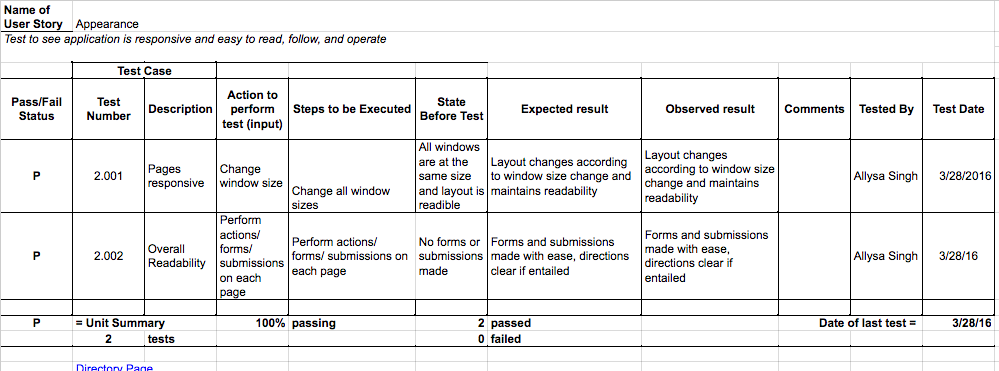 Name of
User Story Appearance
Test to see application is responsive and easy to read, follow, and operate
Test Case
Pass/Fail Status Test Number Description Action to perform test (input) Steps to be Executed State Before Test Expected result Observed result Comments Tested By Test Date
P 2.001 Pages responsive Change window size Change all window sizes All windows are at the same size and layout is readible Layout changes according to window size change and maintains readability Layout changes according to window size change and maintains readability Allysa Singh 3/28/2016
P 2.002 Overall Readability Perform actions/ forms/ submissions on each page Perform actions/ forms/ submissions on each page No forms or submissions made Forms and submissions made with ease, directions clear if entailed Forms and submissions made with ease, directions clear if entailed Allysa Singh 3/28/16
P = Unit Summary 100% passing 2 passed Date of last test = 3/28/16
2 tests 0 failed
Directory Page